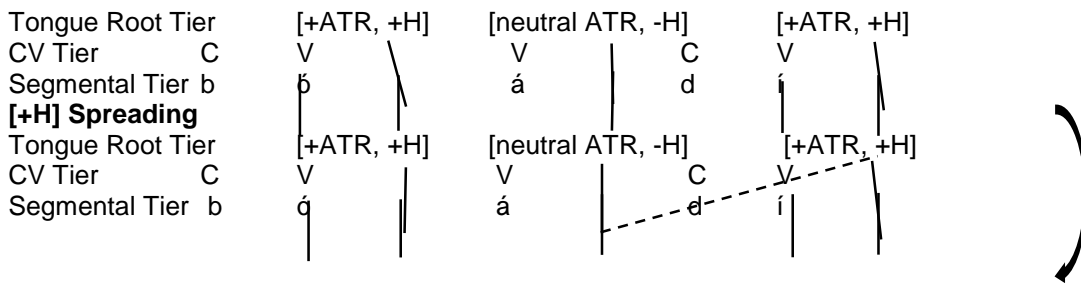 Tongue Root Tier [+ATR, +H] [neutral ATR, -H] [+ATR, +H]
CV Tier C V V C V
Segmental Tier b ó á d í
[+H] Spreading
Tongue Root Tier [+ATR, +H] [neutral ATR, -H] [+ATR, +H]
CV Tier C V V C V
Segmental Tier b ó á d í